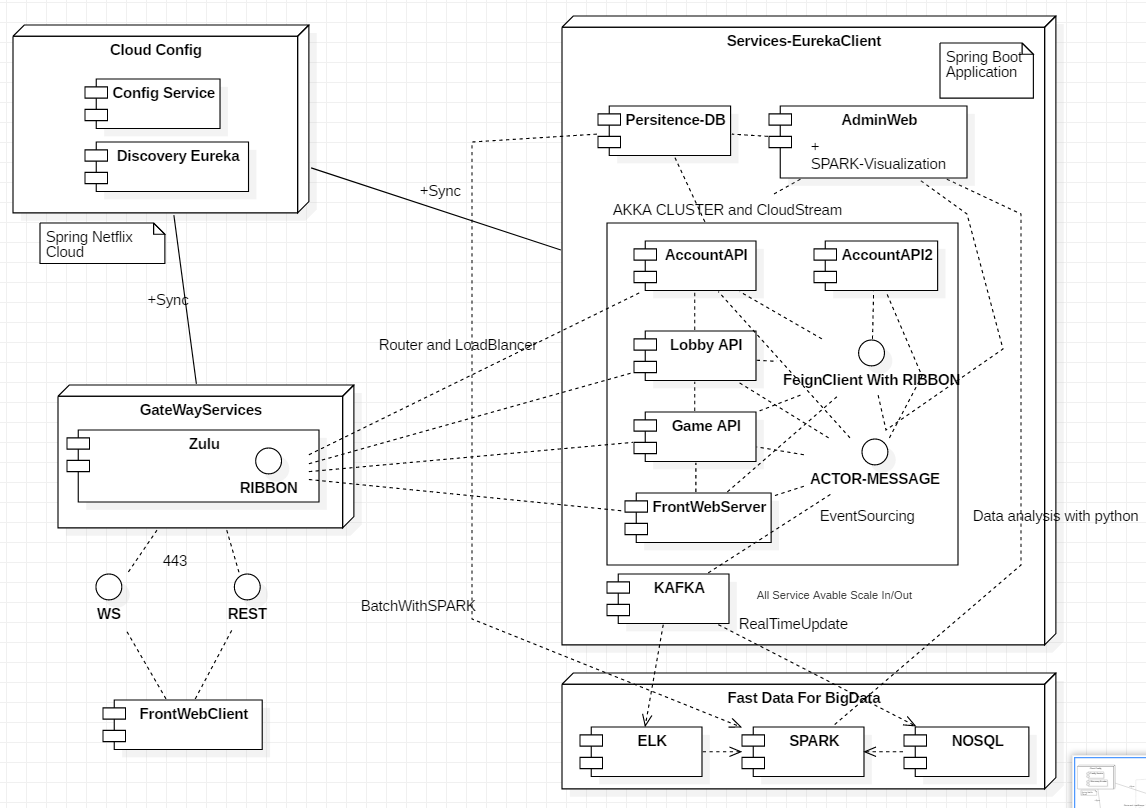 Cloud Config
Config Service
Discovery Eureka
Spring Netflix
Cloud
+Sync
+Sync
Services-EurekaClient
Spring Boot
Application
Persitence-DB
AdminWeb
+
SPARK-Visualization
AKKA CLUSTER and CloudStream
AccountAPI
AccountAPI2
Router and LoadBlancer
Lobby API
FeignClient With RIBBON
GateWayServices
Zulu
RIBBON
Game API
ACTOR-MESSAGE
FrontWebServer
EventSourcing
Data analysis with python
443
WS
REST
KAFKA
All Service Avable Scale In/Out
BatchWithSPARK
RealTimeUpdate
FrontWebClient
Fast Data For BigData
ELK
SPARK
NOSQL